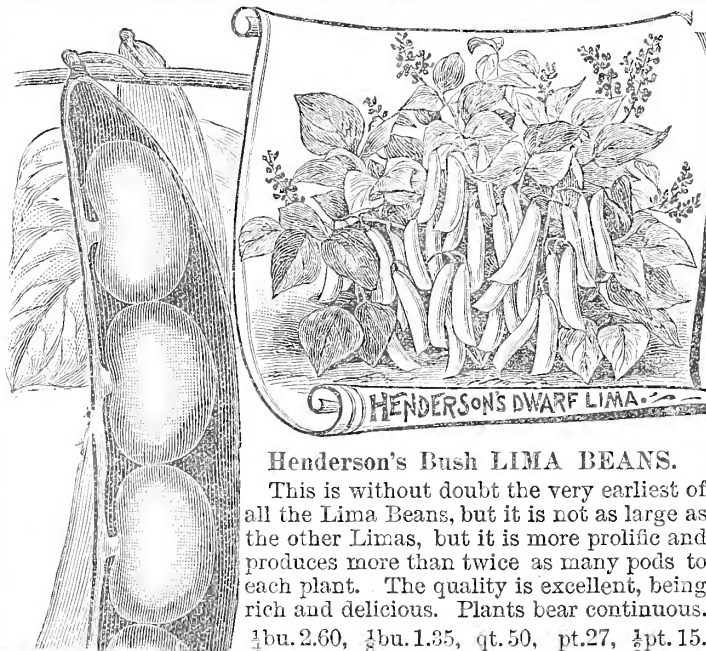 HENDERSON'S DWARF LIMA.
Henderson's Bush LIMA BEANS.
This is without doubt the very earliest of
all the Lima Beans, but it is not as large as
the other Limas, but it is more prolific and
produces more than twice as many pods to
each plant. The quality is excellent, being
rich and delicious. Plants bear continuous.
¼bu. 2.60, ⅛bu. 1.35, qt. 50, pt. 27, ½pt. 15.